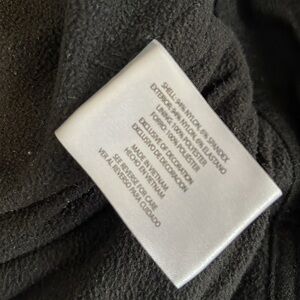 SHELL: 94% NYLON, 6% SPANDEX
EXTERIOR: 94% NYLON, 6% ELASTANO
LINING: 100% POLYESTER
FORRO: 100% POLIÉSTER
EXCLUSIVE OF DECORATION
EXCLUSIVO DE DECORACION
MADE IN VIETNAM
HECHO EN VIETNAM
SEE REVERSE FOR CARE
VER AL REVERSO PARA CUIDADO